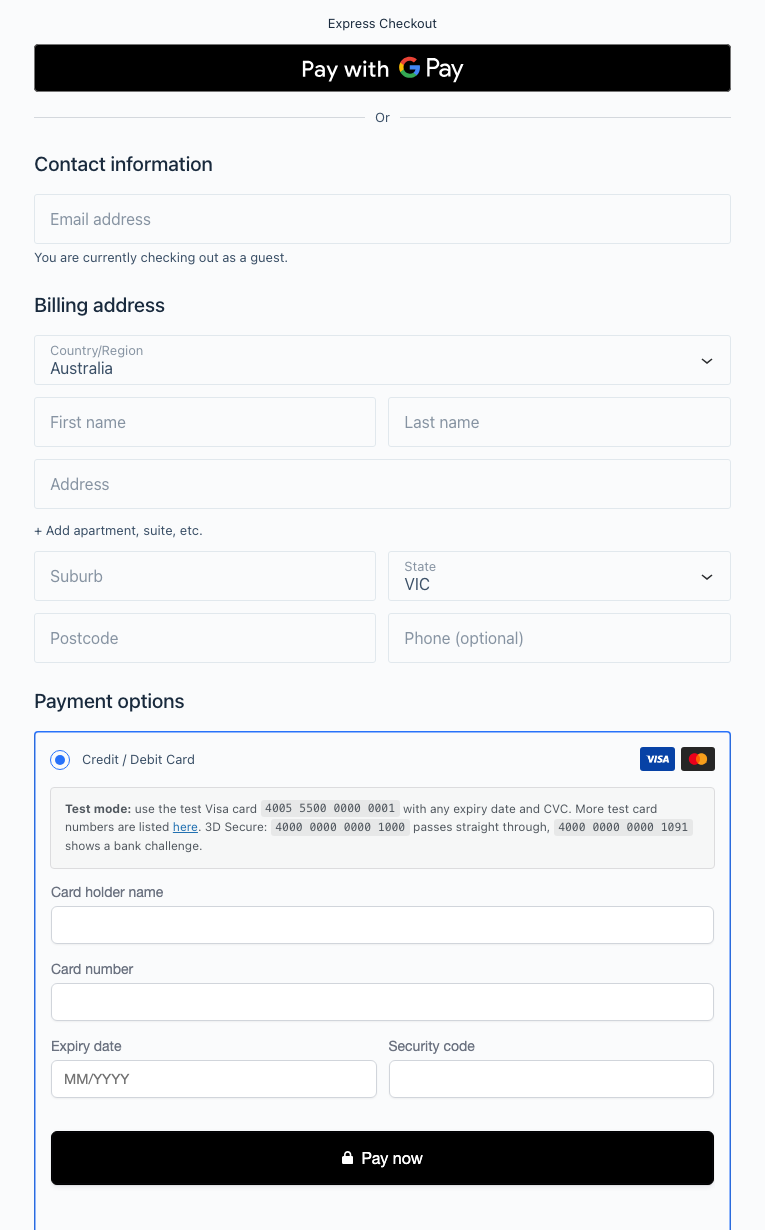 Express Checkout
Pay with G Pay
Or
Contact information
Email address
You are currently checking out as a guest.
Billing address
Country/Region
Australia
First name
Last name
Address
+ Add apartment, suite, etc.
Suburb
State
VIC
Postcode
Phone (optional)
Payment options
Credit / Debit Card
VISA
Test mode: use the test Visa card 4005 5500 0000 0001 with any expiry date and CVC. More test card
numbers are listed here. 3D Secure: 4000 0000 0000 1000 passes straight through, 4000 0000 0000 1091
shows a bank challenge.
Card holder name
Card number
Expiry date
Security code
MM/YYYY
Pay now